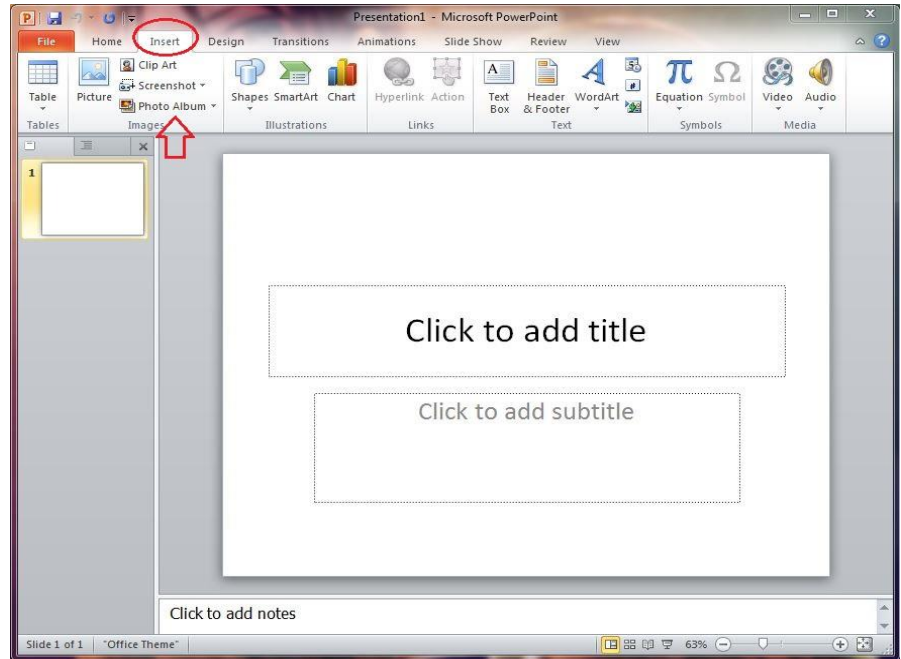 Presentation1 - Microsoft PowerPoint
File Home Insert Design Transitions Animations Slide Show Review View
Clip Art
Screenshot
Photo Album
Table Picture Shapes SmartArt Chart Hyperlink Action Text Box Header & Footer WordArt Equation Symbol Video Audio
Tables Images Illustrations Links Text Symbols Media
1
Click to add title
Click to add subtitle
Click to add notes
Slide 1 of 1 "Office Theme" 63%